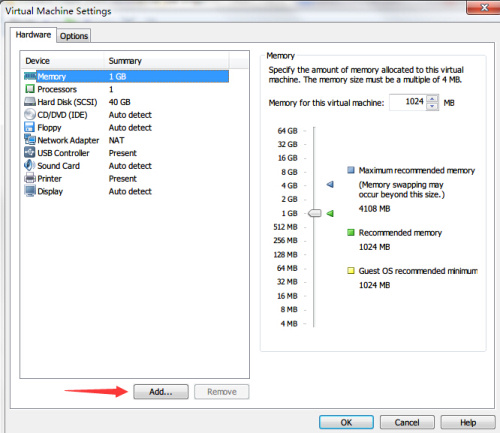 Virtual Machine Settings
Hardware
Options
Device Summary
Memory 1 GB
Processors 1
Hard Disk (SCSI) 40 GB
CD/DVD (IDE) Auto detect
Floppy Auto detect
Network Adapter NAT
USB Controller Present
Sound Card Auto detect
Printer Present
Display Auto detect
Add...
Remove
Memory
Specify the amount of memory allocated to this virtual
machine. The memory size must be a multiple of 4 MB.
Memory for this virtual machine: 1024 MB
64 GB
32 GB
16 GB
8 GB
4 GB
2 GB
1 GB
512 MB
256 MB
128 MB
64 MB
32 MB
16 MB
8 MB
4 MB
Maximum recommended memory
(Memory swapping may
occur beyond this size.)
4108 MB
Recommended memory
1024 MB
Guest OS recommended minimum
1024 MB
OK
Cancel
Help